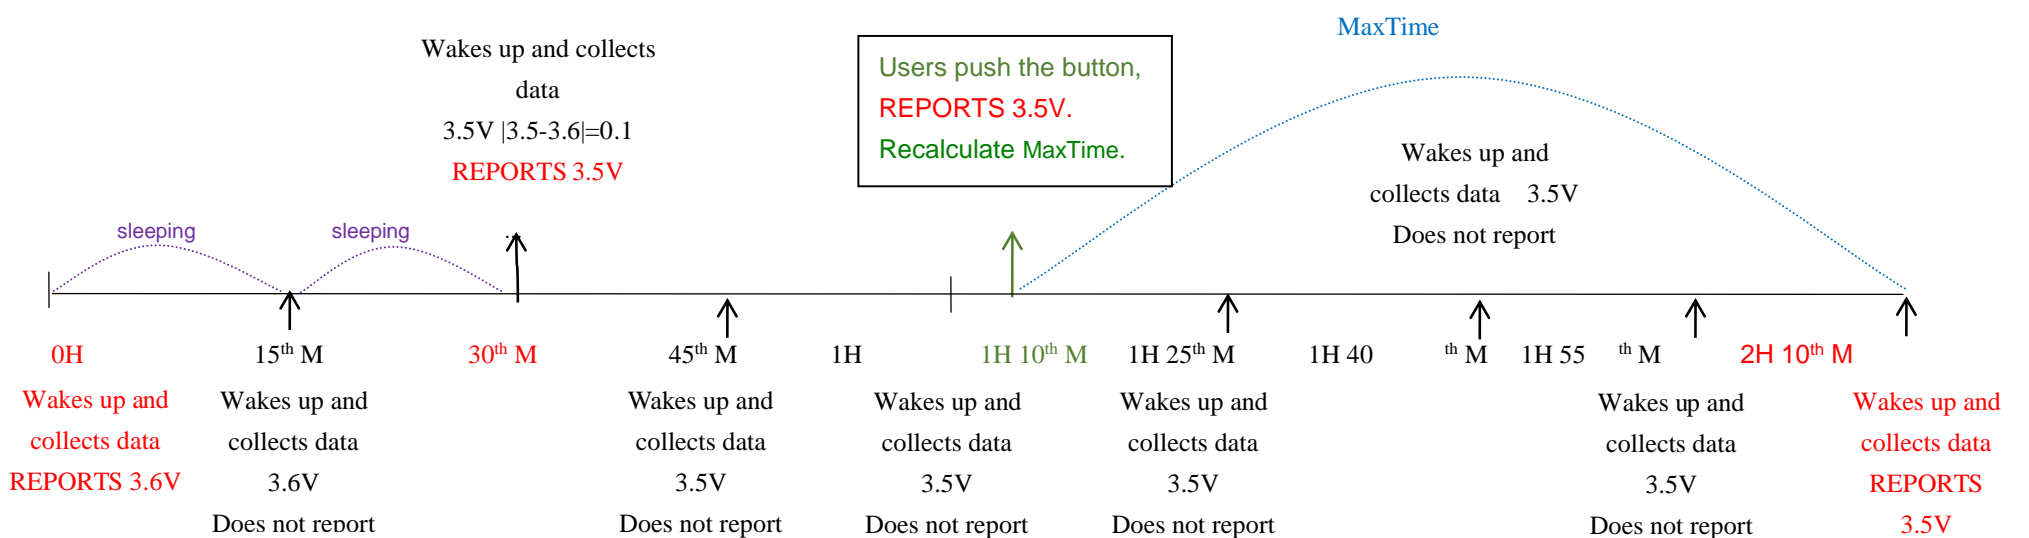 MaxTime
Wakes up and collects
data
3.5V |3.5-3.6|=0.1
REPORTS 3.5V
Users push the button,
REPORTS 3.5V.
Recalculate MaxTime.
Wakes up and
collects data 3.5V
Does not report
sleeping
sleeping
0H
15th M
30th M
45th M
1H
1H 10th M
1H 25th M
1H 40 th M
1H 55 th M
2H 10th M
Wakes up and
collects data
REPORTS 3.6V
Wakes up and
collects data
3.6V
Does not report
Wakes up and
collects data
3.5V
Does not report
Wakes up and
collects data
3.5V
Does not report
Wakes up and
collects data
3.5V
Does not report
Wakes up and
collects data
3.5V
Does not report
Wakes up and
collects data
REPORTS
3.5V